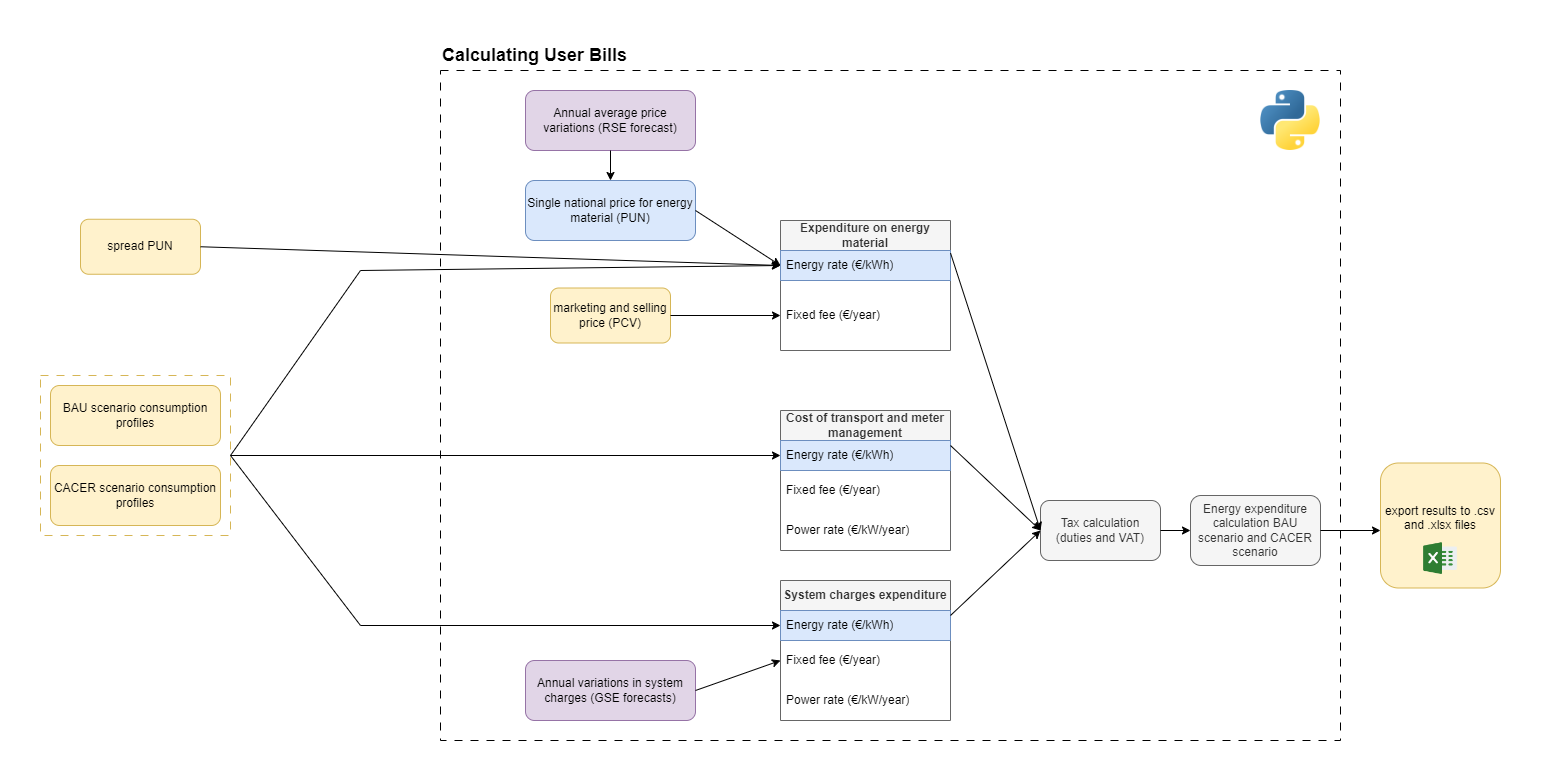 Calculating User Bills
Annual average price
variations (RSE forecast)
Single national price for energy
material (PUN)
spread PUN
marketing and selling
price (PCV)
BAU scenario consumption
profiles
CACER scenario consumption
profiles
Expenditure on energy
material
Energy rate (€/kWh)
Fixed fee (€/year)
Cost of transport and meter
management
Energy rate (€/kWh)
Fixed fee (€/year)
Power rate (€/kW/year)
System charges expenditure
Energy rate (€/kWh)
Fixed fee (€/year)
Power rate (€/kW/year)
Annual variations in system
charges (GSE forecasts)
Tax calculation
(duties and VAT)
Energy expenditure
calculation BAU
scenario and CACER
scenario
export results to .csv
and .xlsx files
X